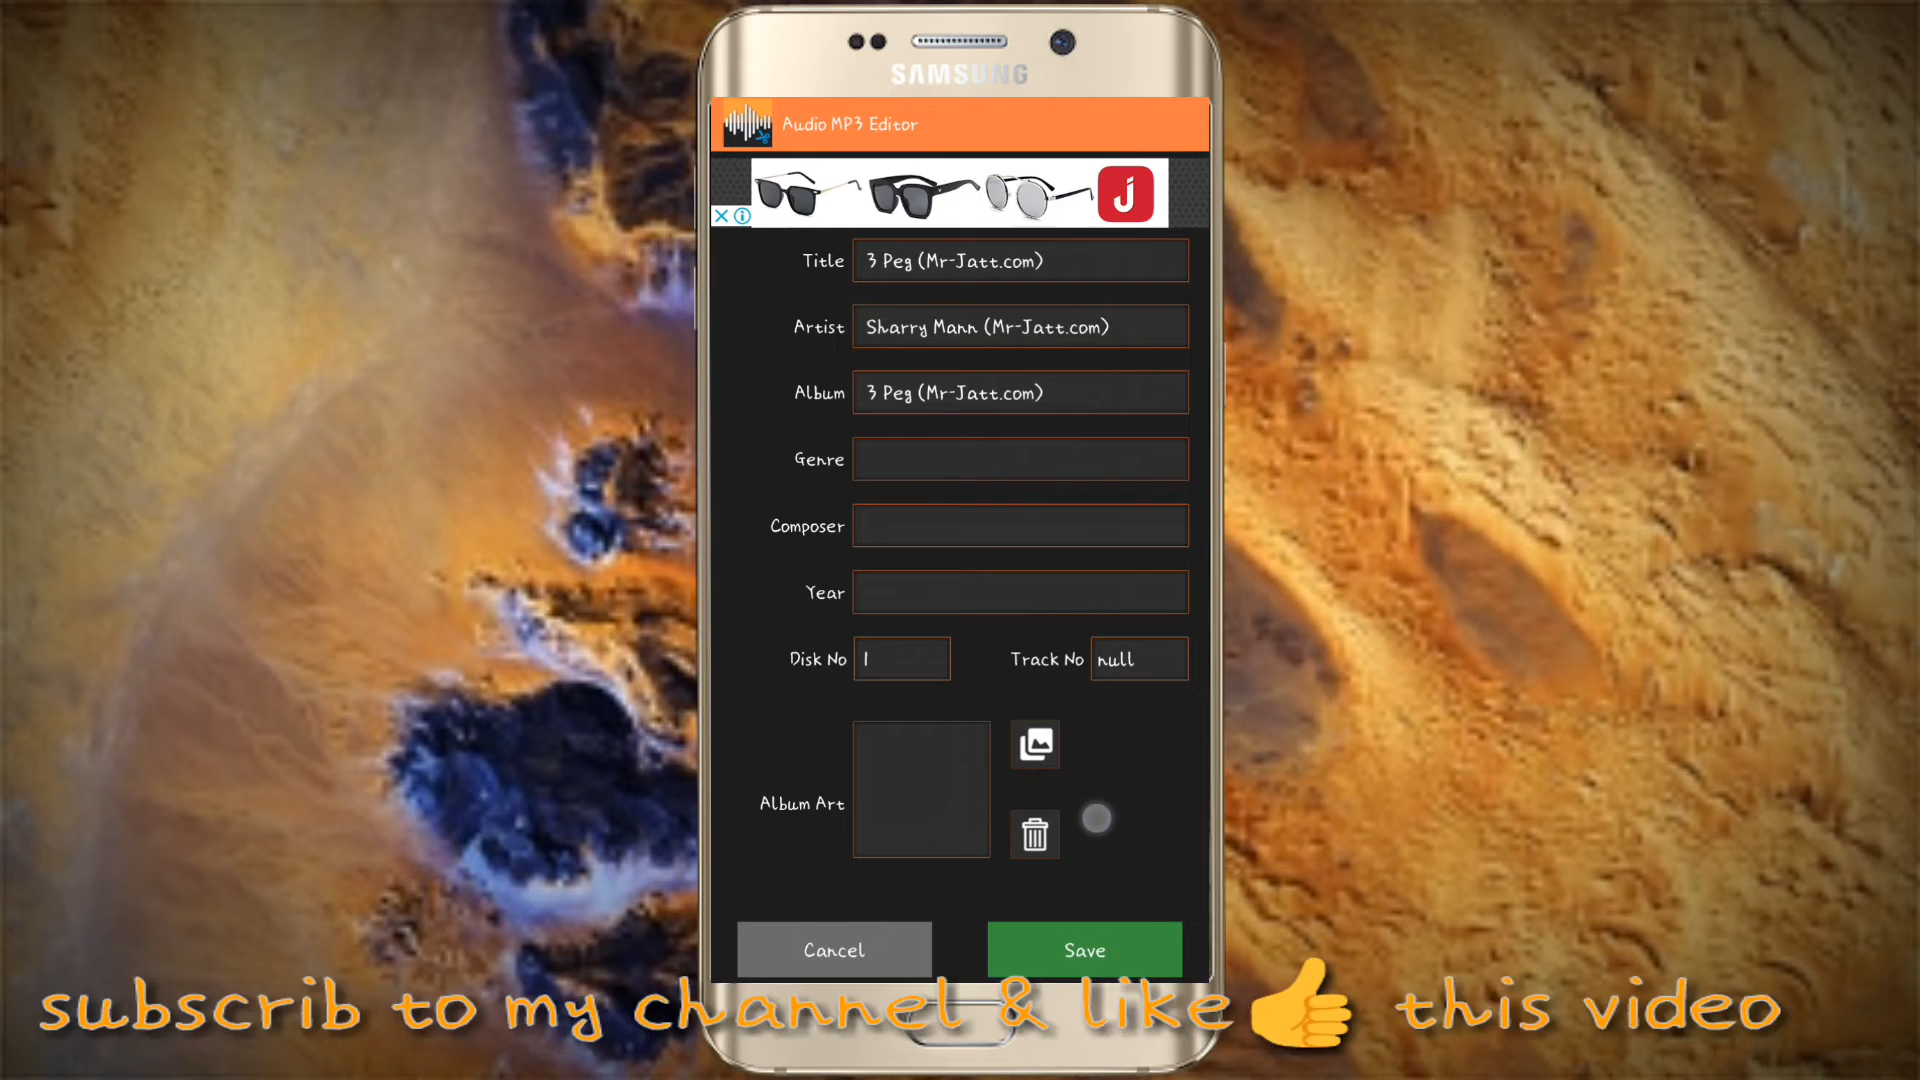 SAMSUNG
Audio MP3 Editor
J
Title 3 Peg (Mr-Jatt.com)
Artist Sharry Mann (Mr-Jatt.com)
Album 3 Peg (Mr-Jatt.com)
Genre
Composer
Year
Disk No 1 Track No null
Album Art
Cancel Save
subscrib to my channel & like 👍 this video